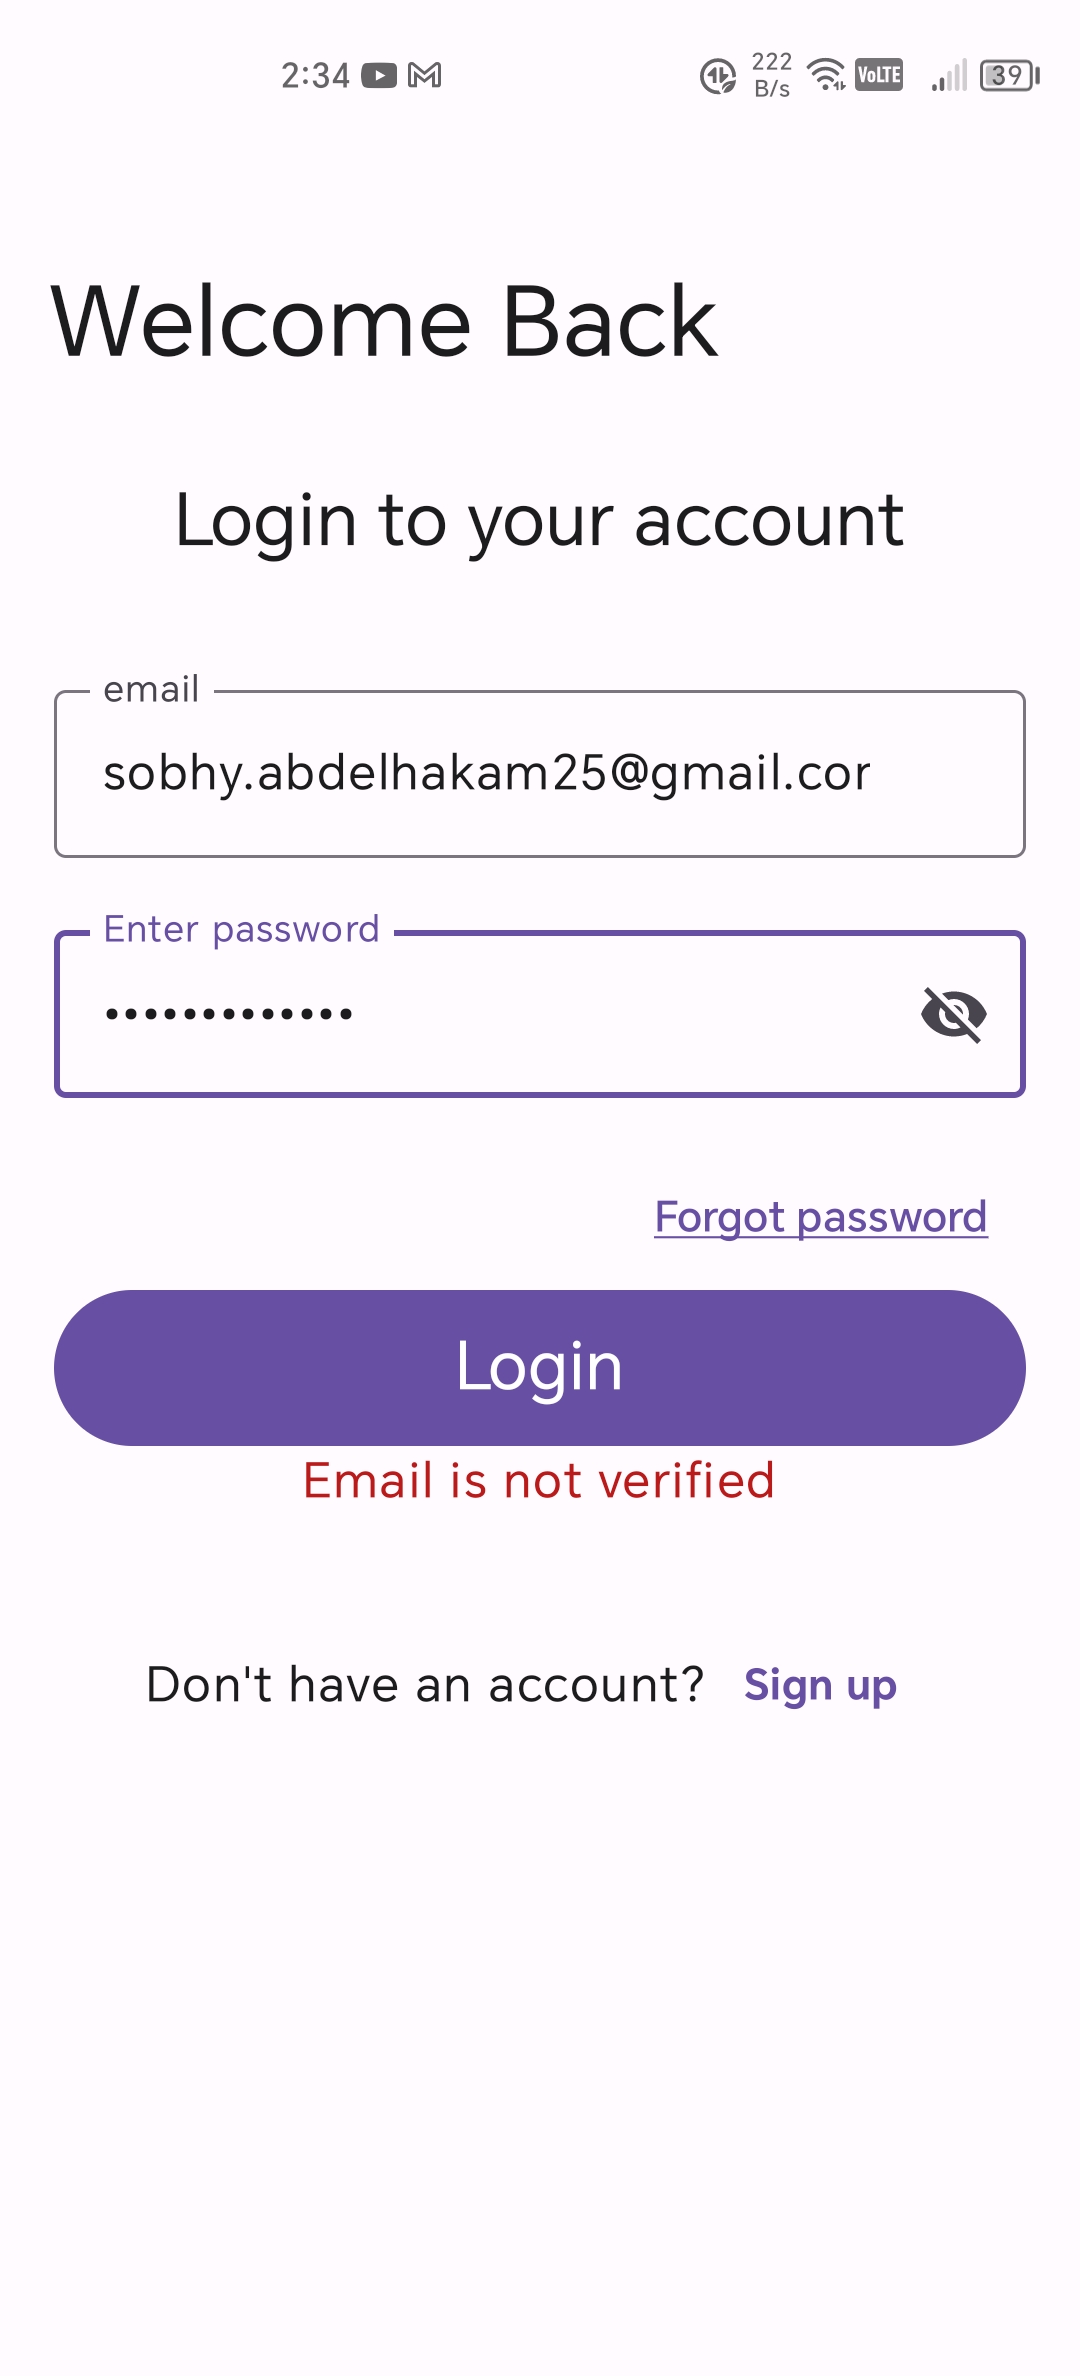 2:34
222
B/s
VoLTE
39
Welcome Back
Login to your account
email
sobhy.abdelhakam25@gmail.cor
Enter password
•••••••••••••
Forgot password
Login
Email is not verified
Don't have an account? Sign up